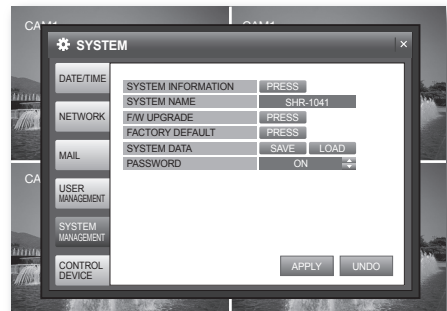 CAM1
SYSTEM
DATE/TIME
NETWORK
MAIL
USER
MANAGEMENT
SYSTEM
MANAGEMENT
CONTROL
DEVICE
SYSTEM INFORMATION PRESS
SYSTEM NAME SHR-1041
F/W UPGRADE PRESS
FACTORY DEFAULT PRESS
SYSTEM DATA SAVE LOAD
PASSWORD ON
APPLY UNDO